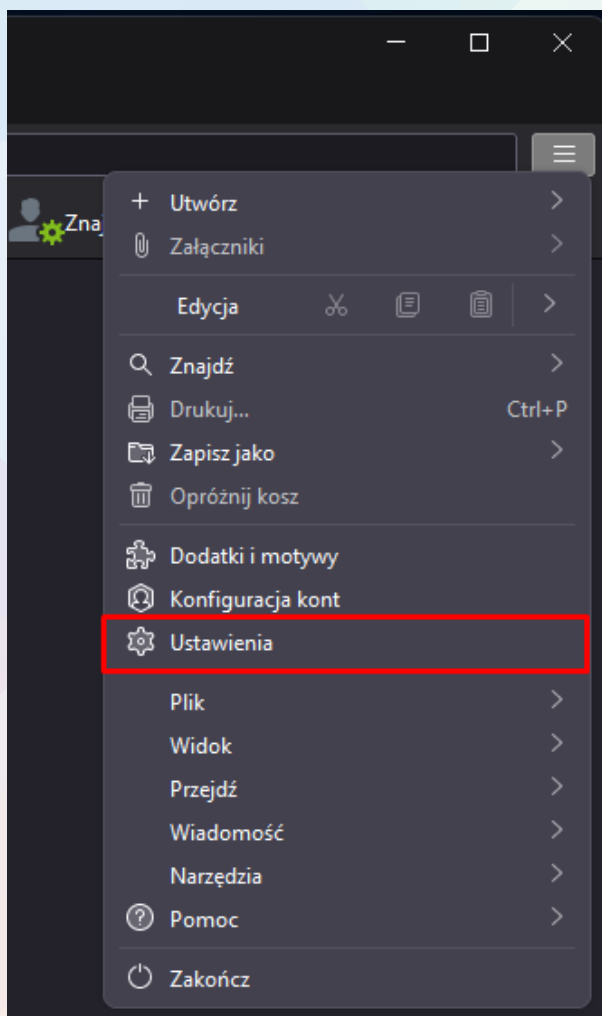 Znaj
+ Utwórz
Załączniki
Edycja
Znajdź
Drukuj... Ctrl+P
Zapisz jako
Opróżnij kosz
Dodatki i motywy
Konfiguracja kont
Ustawienia
Plik
Widok
Przejdź
Wiadomość
Narzędzia
Pomoc
Zakończ